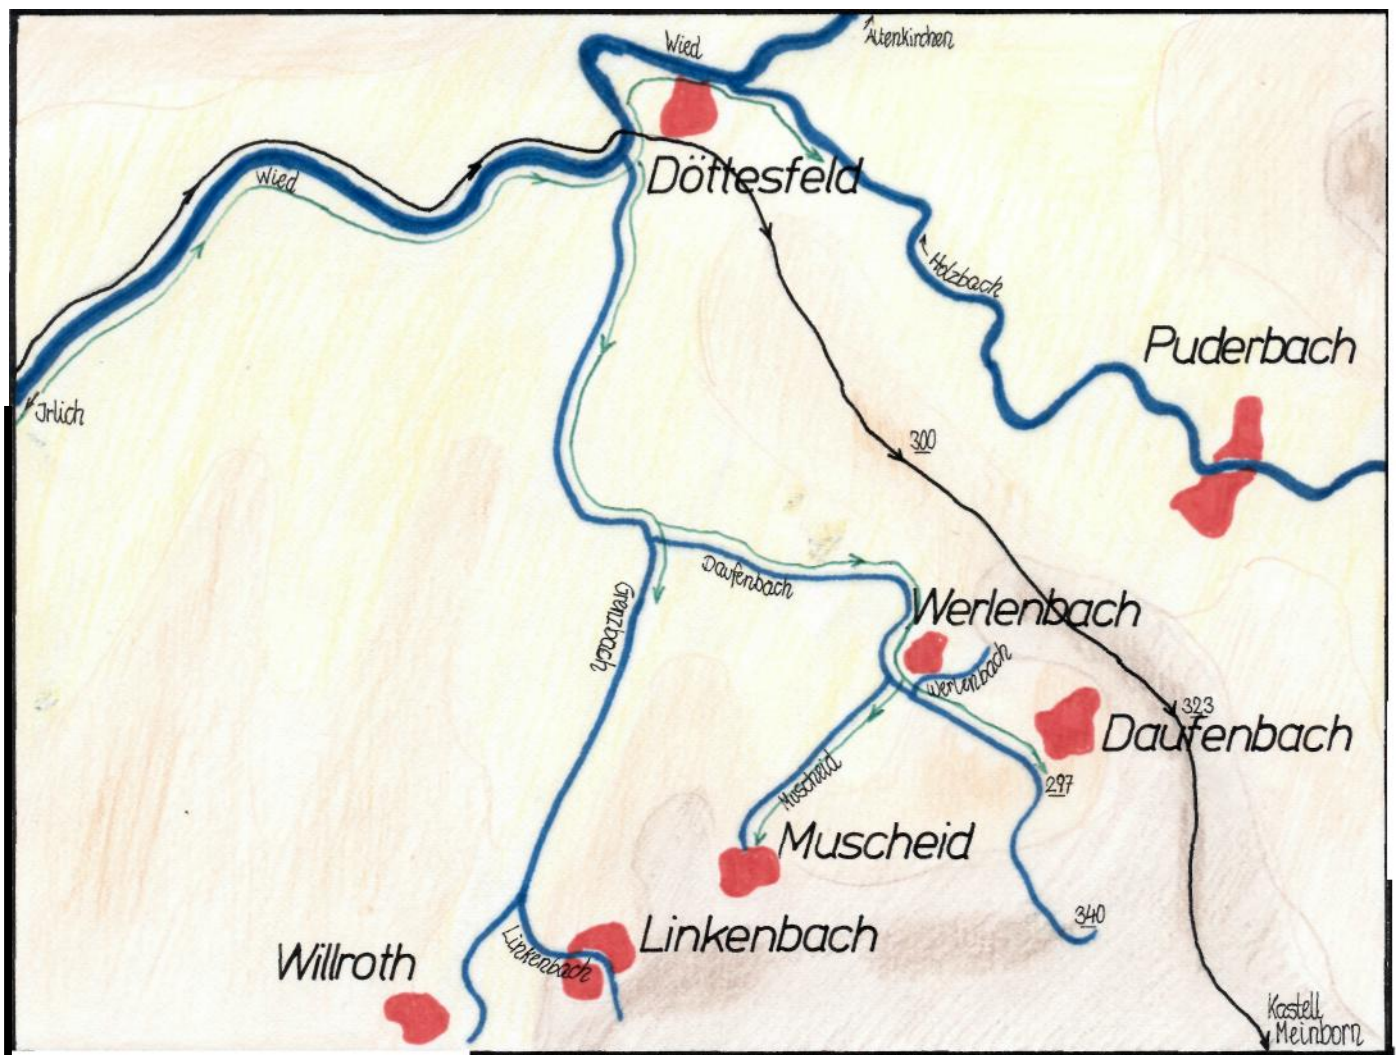 Altenkirchen
Wied
Döttesfeld
Wied
Holzbach
Puderbach
Irlich
300
Daufenbach
Grenzbach
Werlenbach
Werlenbach
323
Daufenbach
297
Muscheid
Muscheid
340
Linkenbach
Linkenbach
Willroth
Kastell
Meinborn